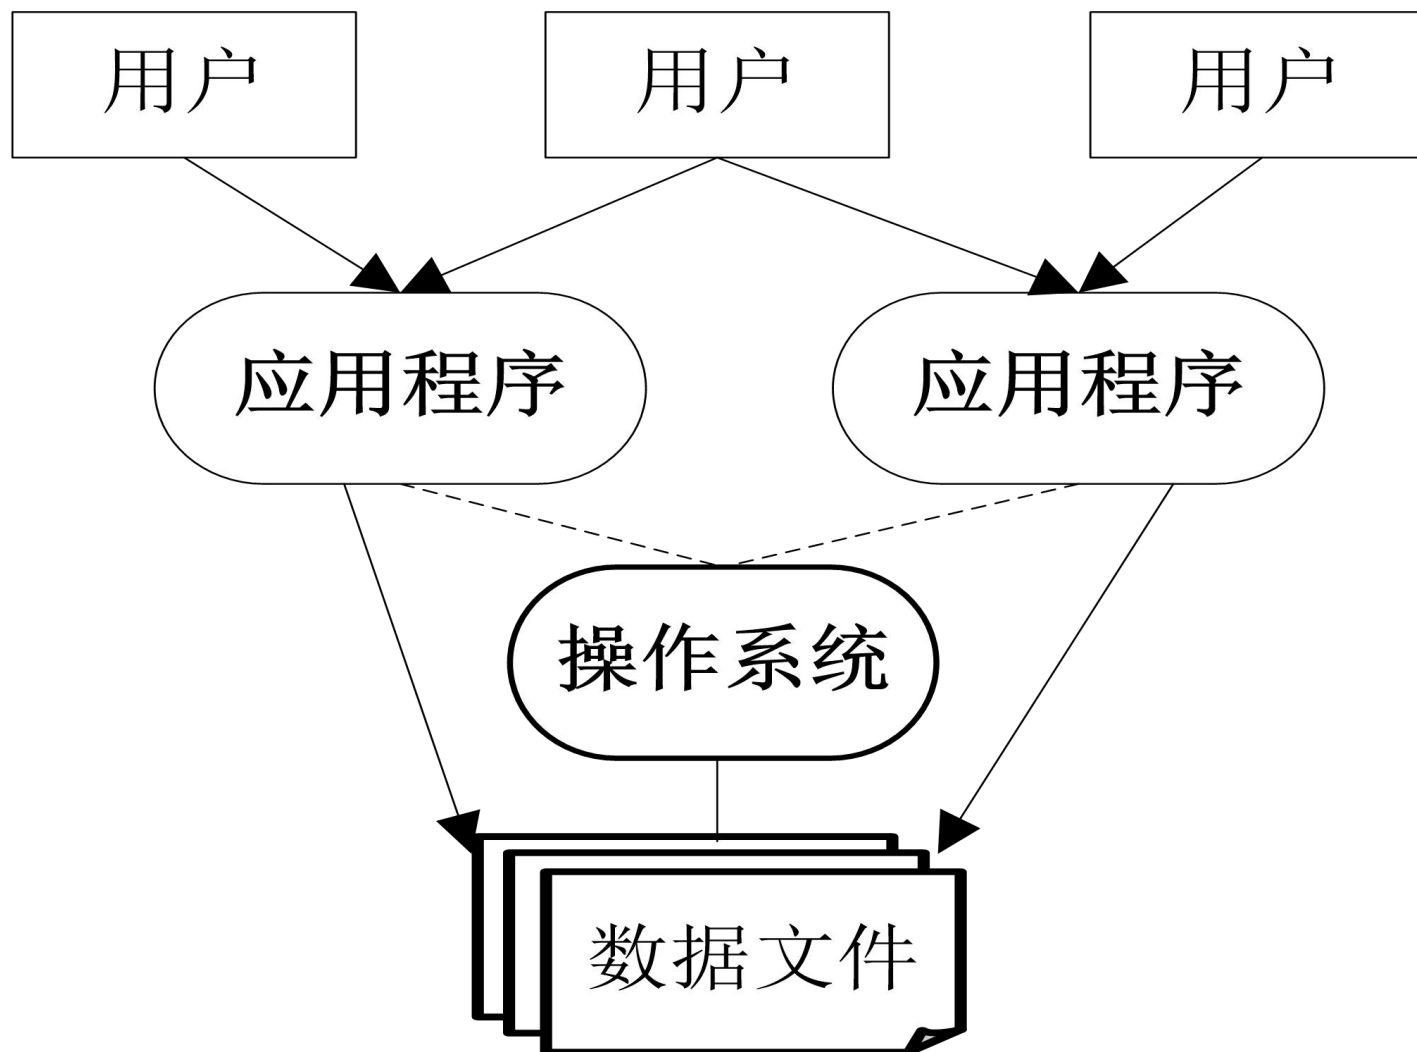 用户
用户
用户
应用程序
应用程序
操作系统
数据文件